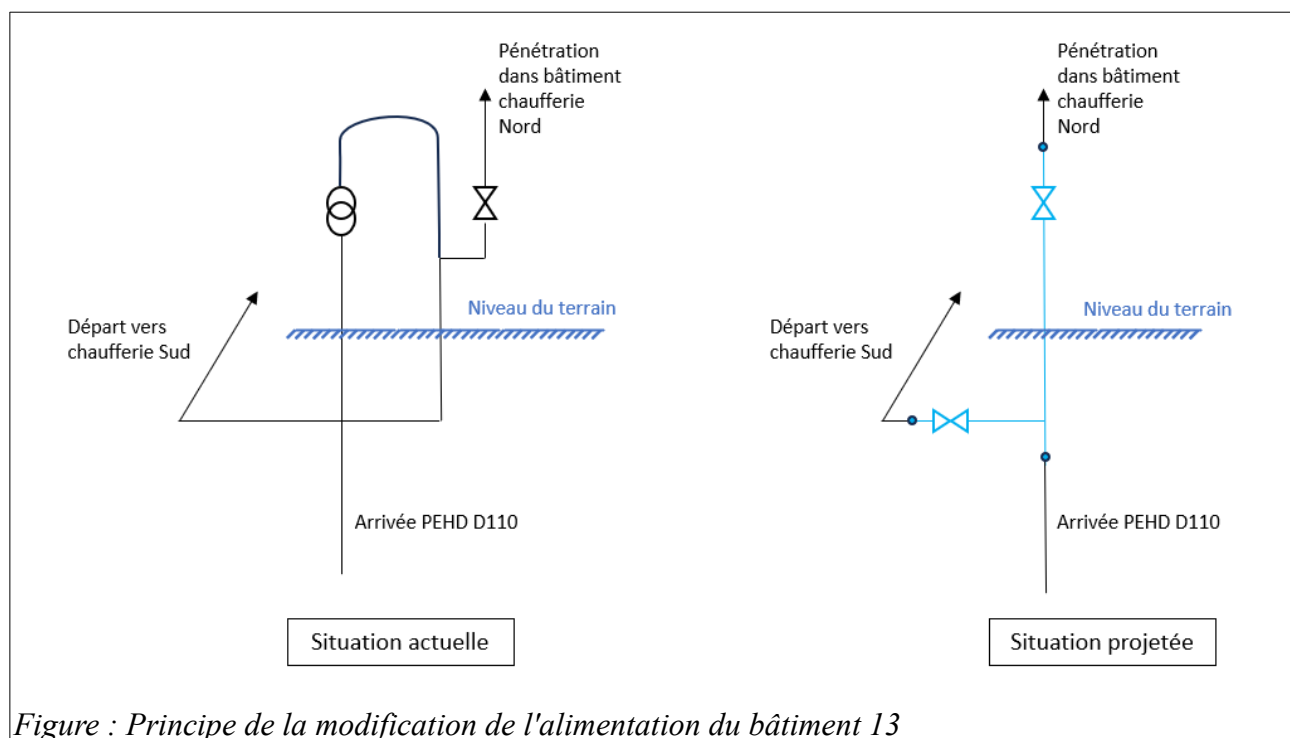 Pénétration
dans bâtiment
chaufferie
Nord
Niveau du terrain
Départ vers
chaufferie Sud
Arrivée PEHD D110
Situation actuelle
Pénétration
dans bâtiment
chaufferie
Nord
Niveau du terrain
Départ vers
chaufferie Sud
Arrivée PEHD D110
Situation projetée
Figure : Principe de la modification de l'alimentation du bâtiment 13